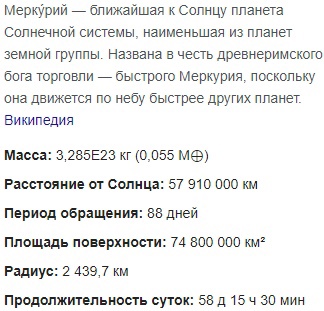 Мерку́рий — ближайшая к Солнцу планета
Солнечной системы, наименьшая из планет
земной группы. Названа в честь древнеримского
бога торговли — быстрого Меркурия, поскольку
она движется по небу быстрее других планет.
Википедия
Масса: 3,285E23 кг (0,055 M⊕)
Расстояние от Солнца: 57 910 000 км
Период обращения: 88 дней
Площадь поверхности: 74 800 000 км²
Радиус: 2 439,7 км
Продолжительность суток: 58 д 15 ч 30 мин